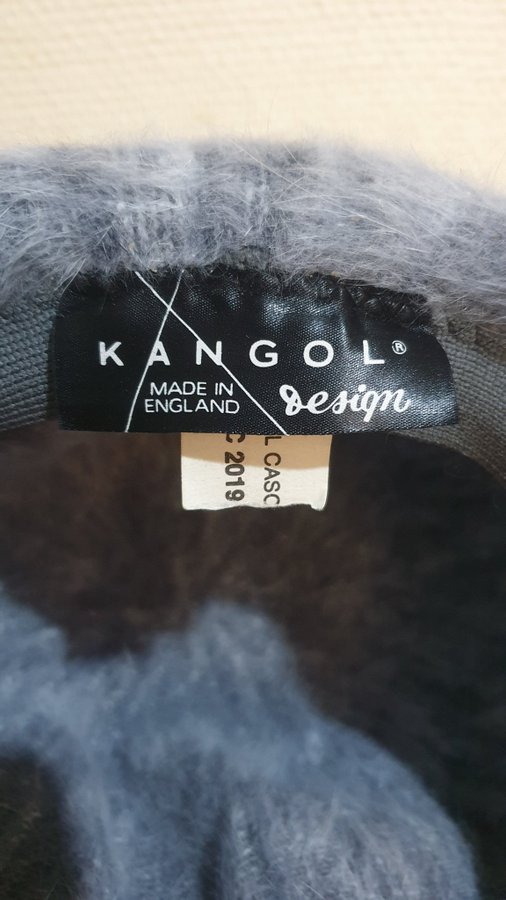 KANGOL®
MADE IN
ENGLAND
Design
L CASC
C 2019